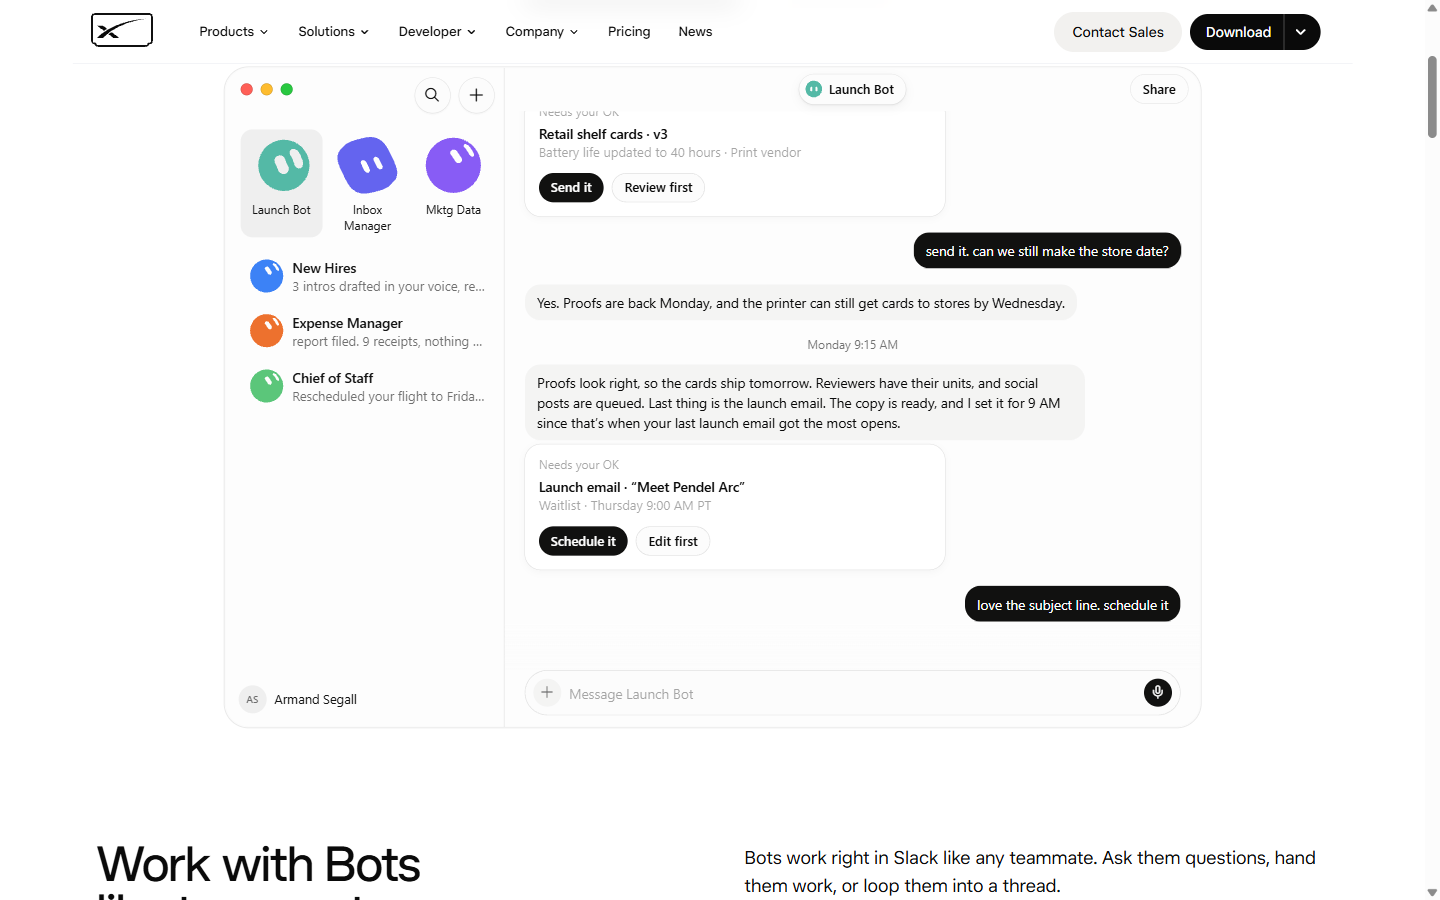 Products
Solutions
Developer
Company
Pricing
News
Contact Sales
Download
Launch Bot
Share
Launch Bot
Inbox
Manager
Mktg Data
New Hires
3 intros drafted in your voice, re...
Expense Manager
report filed. 9 receipts, nothing ...
Chief of Staff
Rescheduled your flight to Frida...
AS
Armand Segall
Needs your OK
Retail shelf cards · v3
Battery life updated to 40 hours · Print vendor
Send it
Review first
send it. can we still make the store date?
Yes. Proofs are back Monday, and the printer can still get cards to stores by Wednesday.
Monday 9:15 AM
Proofs look right, so the cards ship tomorrow. Reviewers have their units, and social
posts are queued. Last thing is the launch email. The copy is ready, and I set it for 9 AM
since that’s when your last launch email got the most opens.
Needs your OK
Launch email · “Meet Pendel Arc”
Waitlist · Thursday 9:00 AM PT
Schedule it
Edit first
love the subject line. schedule it
Message Launch Bot
Work with Bots
Bots work right in Slack like any teammate. Ask them questions, hand
them work, or loop them into a thread.